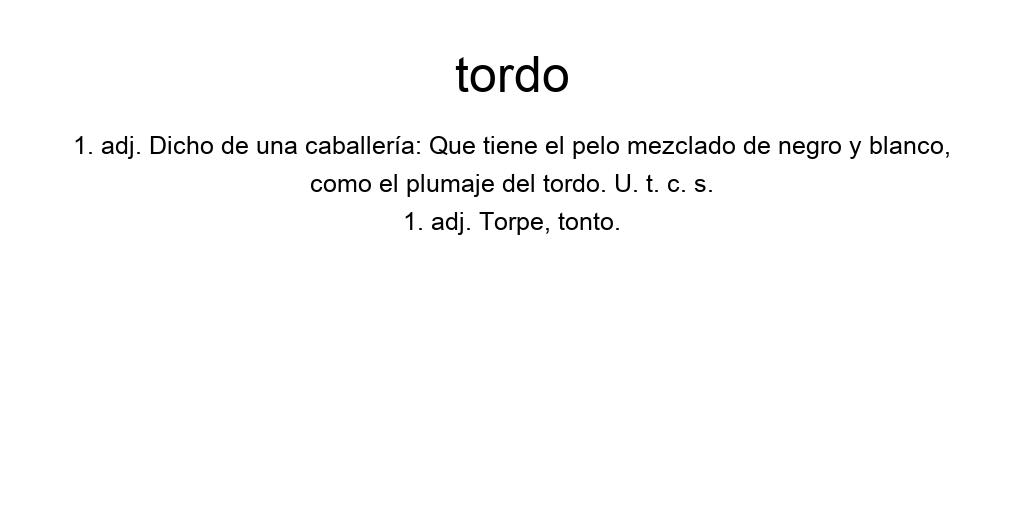 tordo
1. adj. Dicho de una caballería: Que tiene el pelo mezclado de negro y blanco,
como el plumaje del tordo. U. t. c. s.
1. adj. Torpe, tonto.